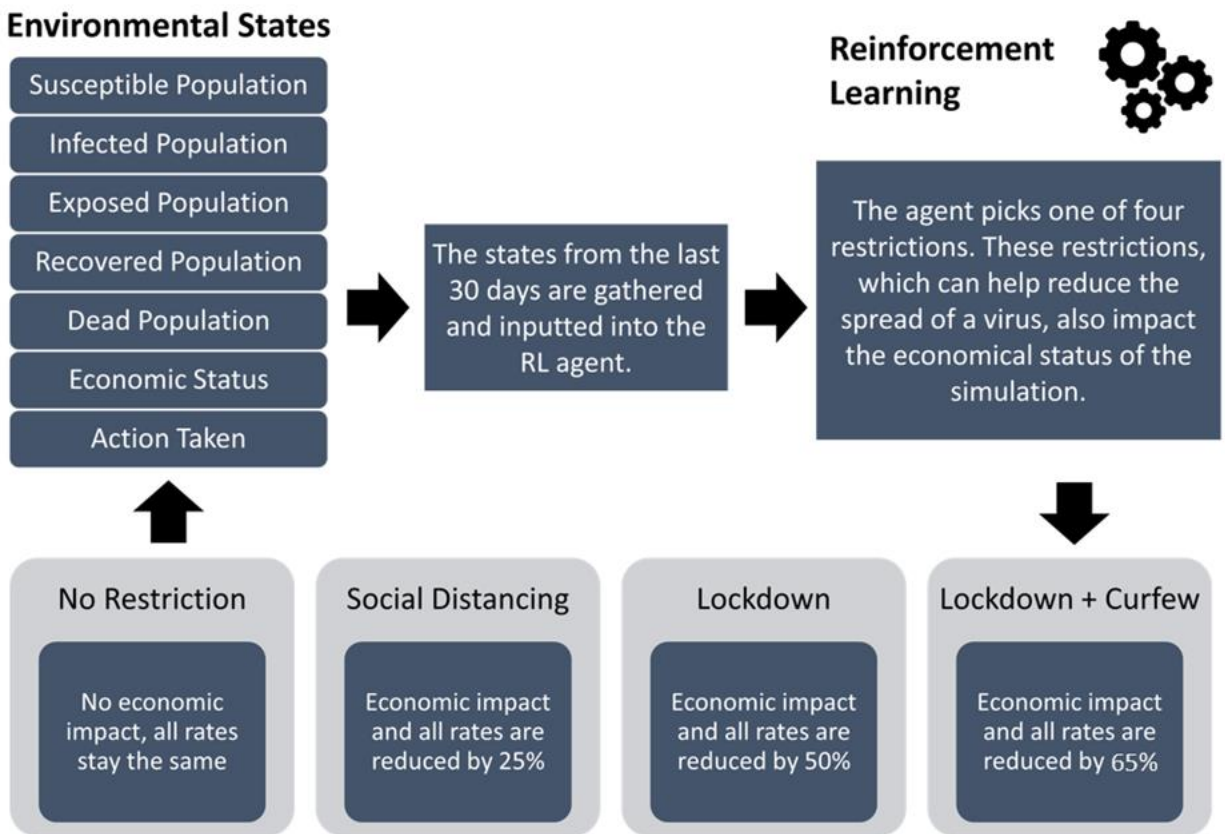 Environmental States
Susceptible Population
Infected Population
Exposed Population
Recovered Population
Dead Population
Economic Status
Action Taken
The states from the last
30 days are gathered
and inputted into the
RL agent.
Reinforcement
Learning
The agent picks one of four
restrictions. These restrictions,
which can help reduce the
spread of a virus, also impact
the economical status of the
simulation.
No Restriction
No economic
impact, all rates
stay the same
Social Distancing
Economic impact
and all rates are
reduced by 25%
Lockdown
Economic impact
and all rates are
reduced by 50%
Lockdown + Curfew
Economic impact
and all rates are
reduced by 65%